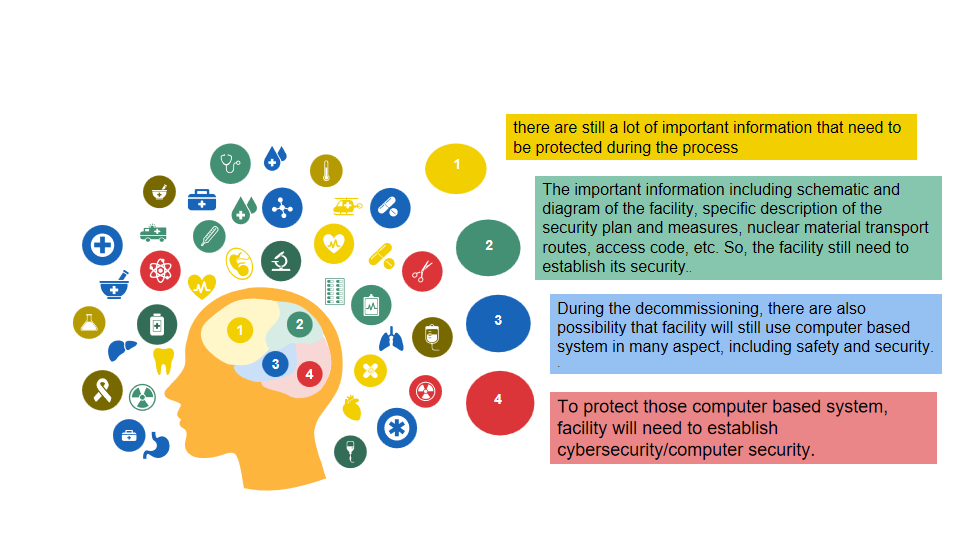 1
there are still a lot of important information that need to
be protected during the process
2
The important information including schematic and
diagram of the facility, specific description of the
security plan and measures, nuclear material transport
routes, access code, etc. So, the facility still need to
establish its security..
3
During the decommissioning, there are also
possibility that facility will still use computer based
system in many aspect, including safety and security.
.
4
To protect those computer based system,
facility will need to establish
cybersecurity/computer security.
1
2
3
4